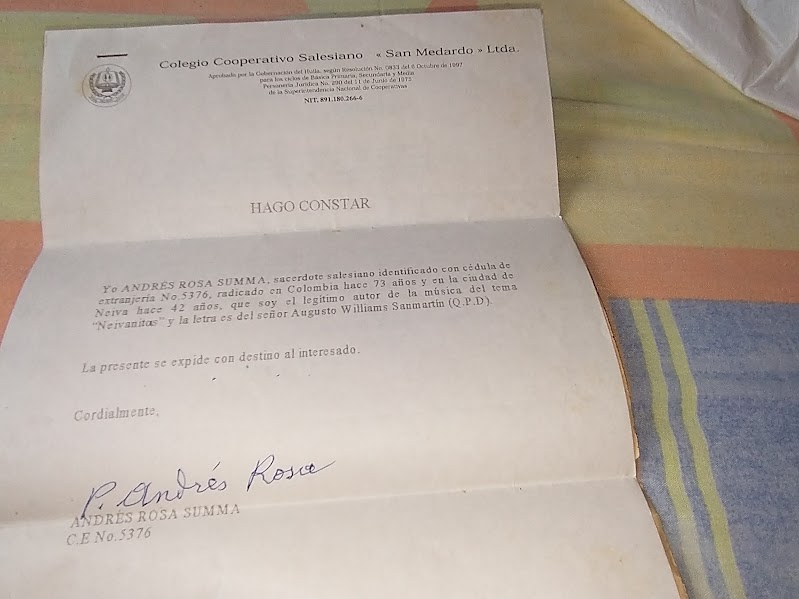 Colegio Cooperativo Salesiano « San Medardo » Ltda.
Aprobado por la Gobernación del Huila, según Resolución No. 0833 del 6 Octubre de 1997
para los ciclos de Básica Primaria, Secundaria y Media
Personería Jurídica No. 290 del 11 de Junio de 1973
de la Superintendencia Nacional de Cooperativas
NIT. 891.180.266-6
HAGO CONSTAR
Yo ANDRÉS ROSA SUMMA, sacerdote salesiano identificado con cédula de
extranjería No.5376, radicado en Colombia hace 73 años y en la ciudad de
Neiva hace 42 años, que soy el legítimo autor de la música del tema
“Neivanitas” y la letra es del señor Augusto Williams Sanmartín (Q.P.D).
La presente se expide con destino al interesado.
Cordialmente,
P. Andrés Rosa
ANDRÉS ROSA SUMMA
C.E No.5376